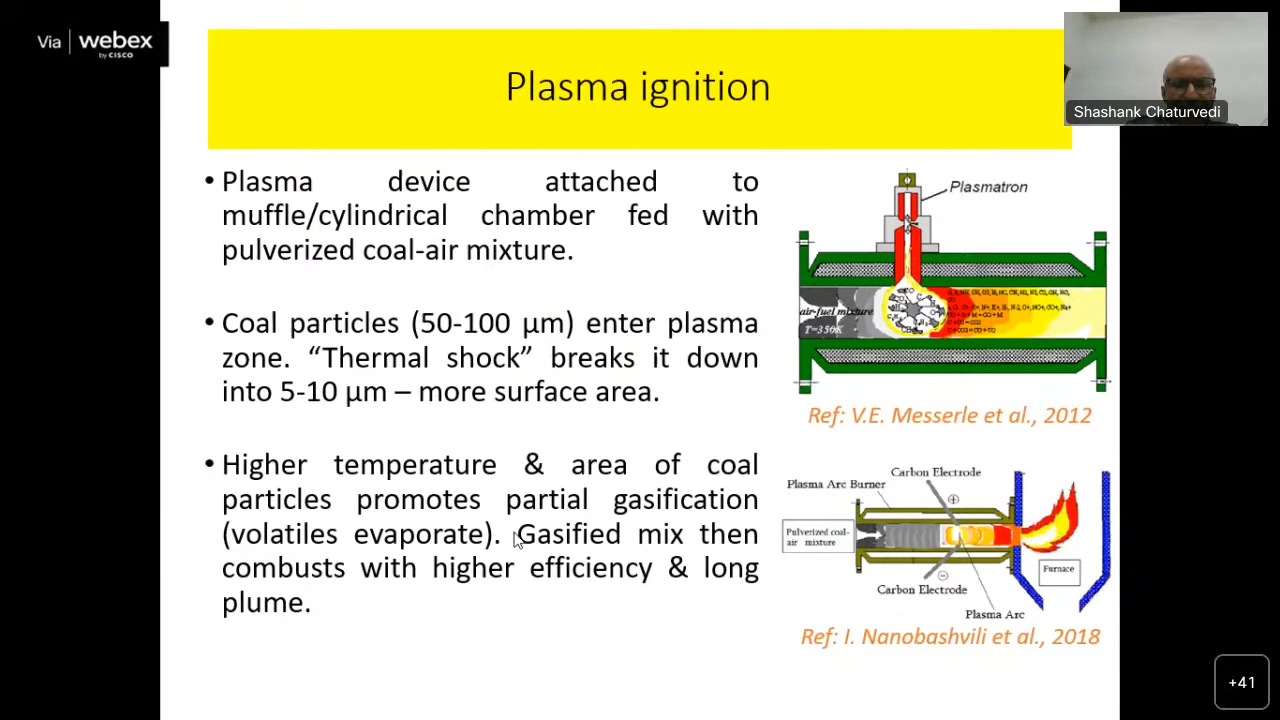 Via webex
by CISCO
Plasma ignition
Shashank Chaturvedi
• Plasma device attached to
muffle/cylindrical chamber fed with
pulverized coal-air mixture.
• Coal particles (50-100 µm) enter plasma
zone. “Thermal shock” breaks it down
into 5-10 µm – more surface area.
• Higher temperature & area of coal
particles promotes partial gasification
(volatiles evaporate). Gasified mix then
combusts with higher efficiency & long
plume.
Plasmatron
air-fuel mixture
T=350K
Ref: V.E. Messerle et al., 2012
Carbon Electrode
Plasma Arc Burner
Pulverized coal-
air mixture
Furnace
Carbon Electrode
Plasma Arc
Ref: I. Nanobashvili et al., 2018
+41